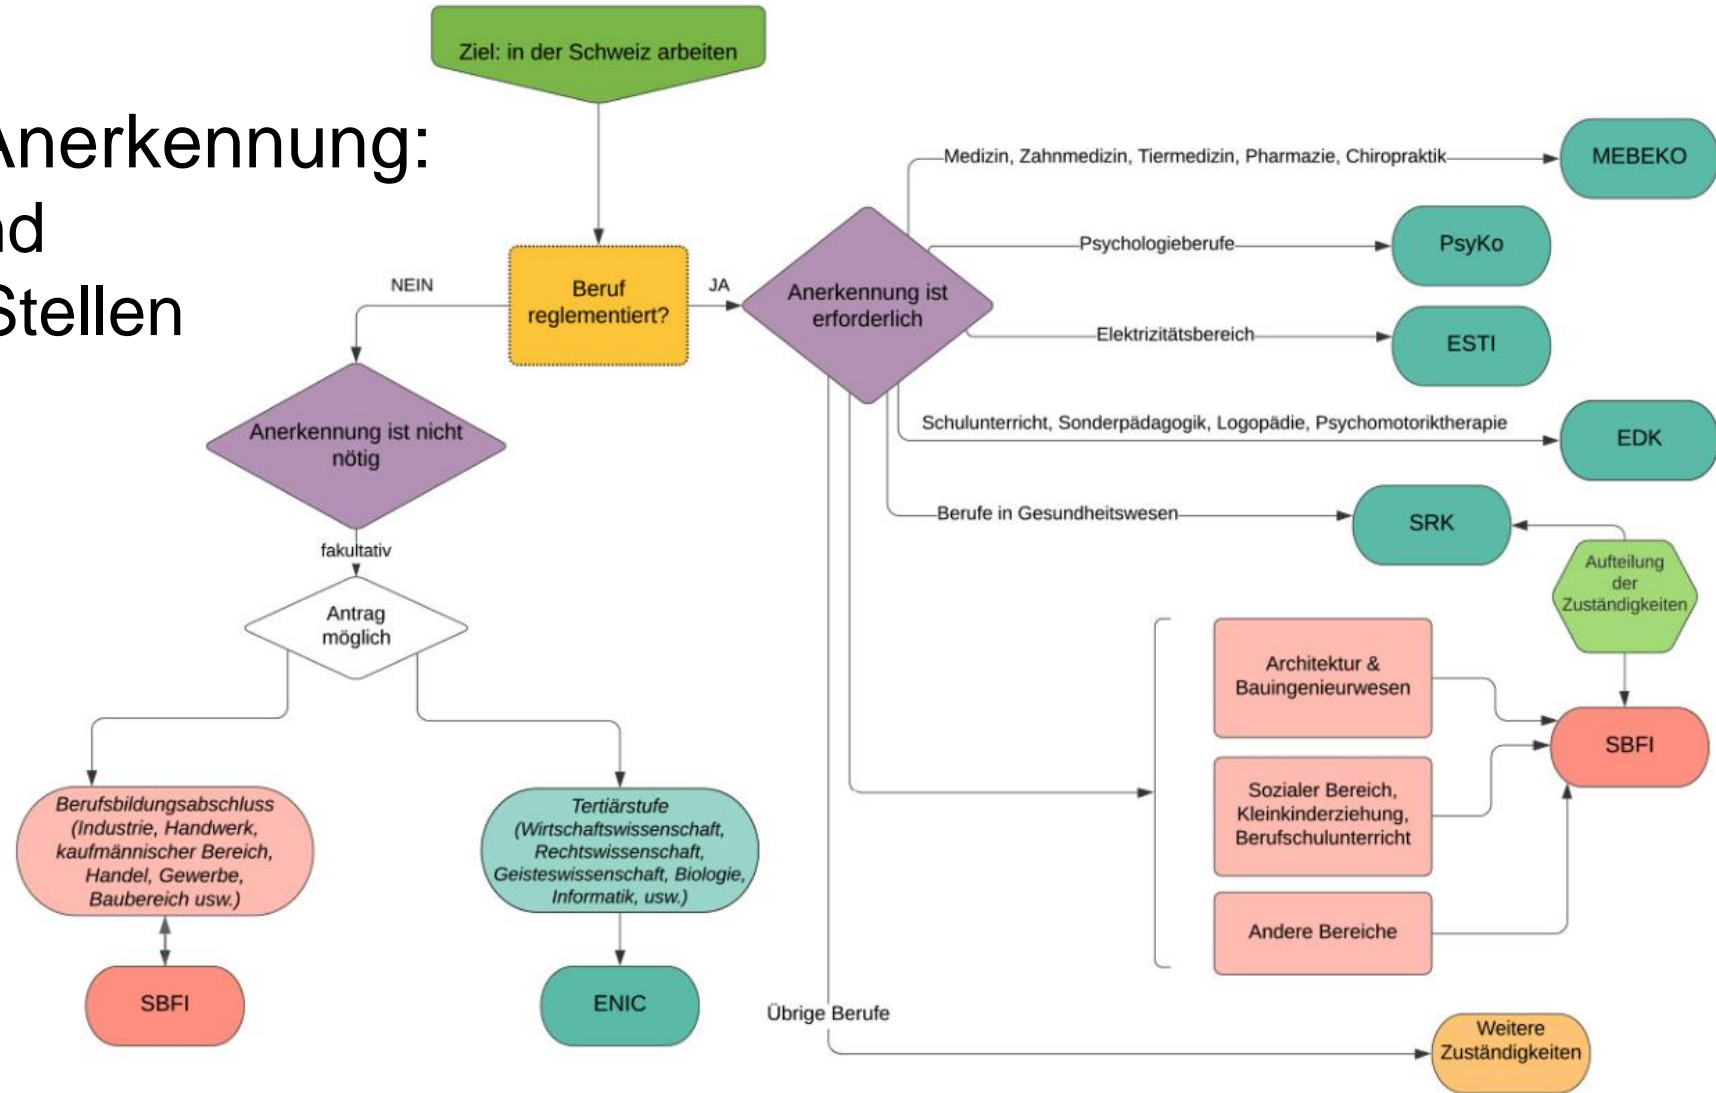 Ziel: in der Schweiz arbeiten
Anerkennung:
nd
Stellen
Beruf
reglementiert?
NEIN
JA
Anerkennung ist nicht
nötig
fakultativ
Antrag
möglich
Berufsbildungsabschluss
(Industrie, Handwerk,
kaufmännischer Bereich,
Handel, Gewerbe,
Baubereich usw.)
SBFI
Tertiärstufe
(Wirtschaftswissenschaft,
Rechtswissenschaft,
Geisteswissenschaft, Biologie,
Informatik, usw.)
ENIC
Anerkennung ist
erforderlich
Medizin, Zahnmedizin, Tiermedizin, Pharmazie, Chiropraktik
MEBEKO
Psychologieberufe
PsyKo
Elektrizitätsbereich
ESTI
Schulunterricht, Sonderpädagogik, Logopädie, Psychomotoriktherapie
EDK
Berufe in Gesundheitswesen
SRK
Aufteilung
der
Zuständigkeiten
Architektur &
Bauingenieurwesen
Sozialer Bereich,
Kleinkinderziehung,
Berufschulunterricht
Andere Bereiche
SBFI
Übrige Berufe
Weitere
Zuständigkeiten